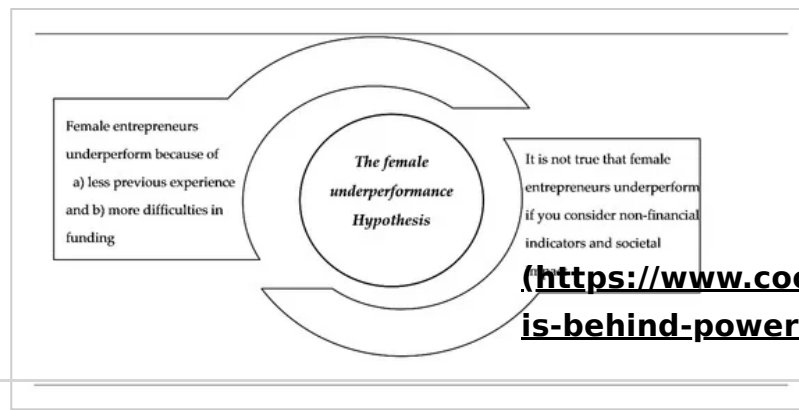 Female entrepreneurs
underperform because of
a) less previous experience
and b) more difficulties in
funding
The female
underperformance
Hypothesis
It is not true that female
entrepreneurs underperform
if you consider non-financial
indicators and societal
(https://www.coc
is-behind-power